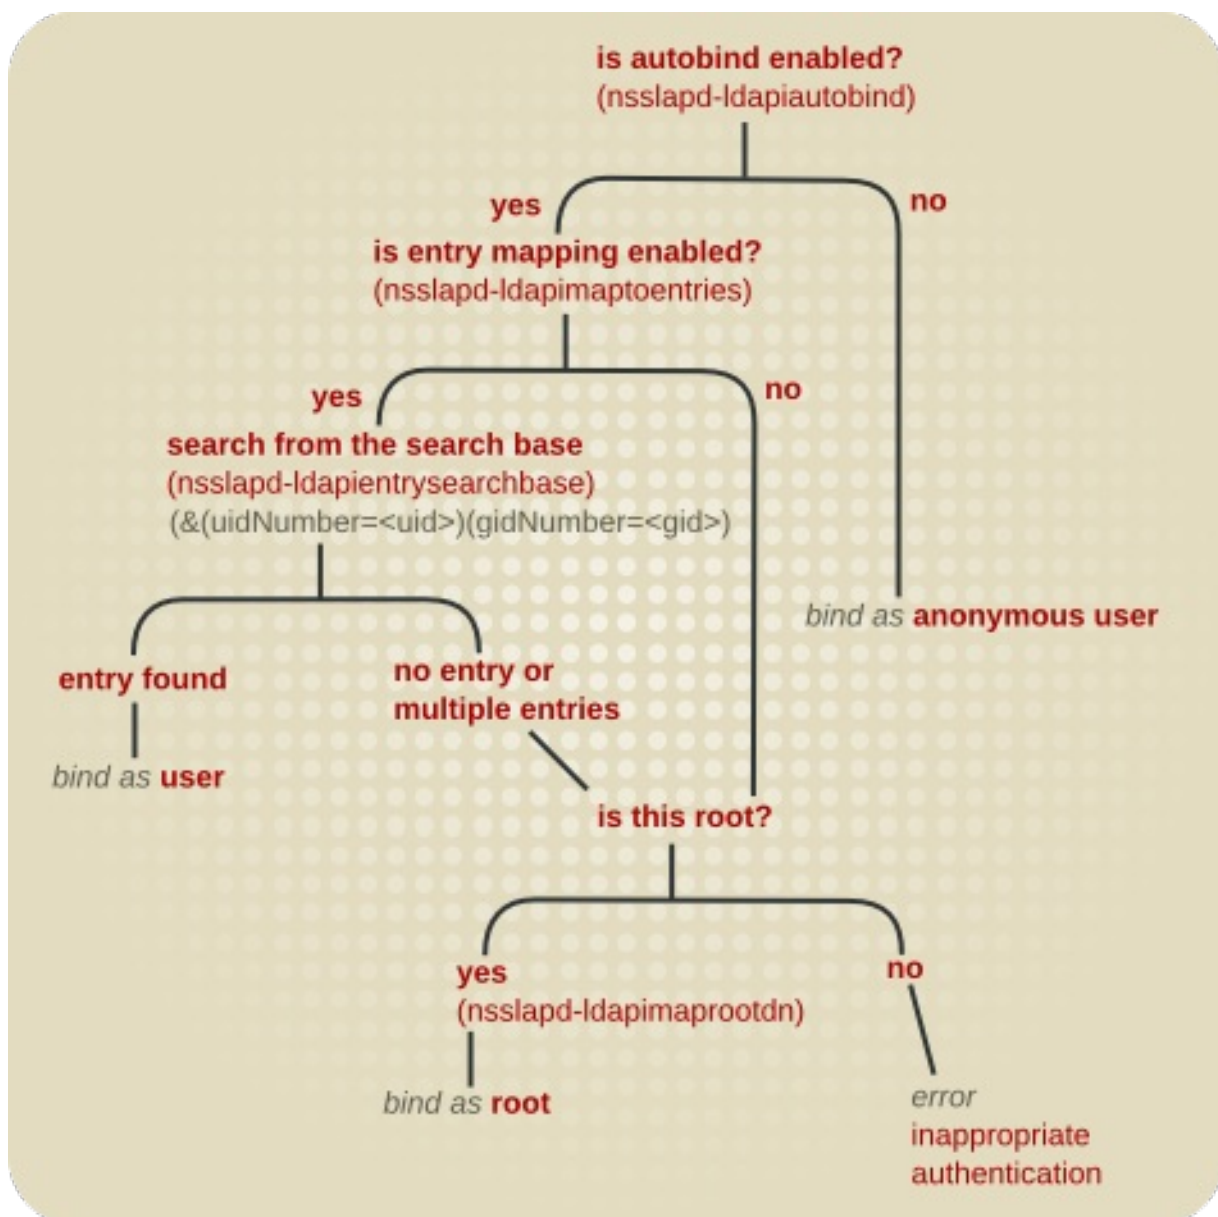 is autobind enabled?
(nsslapd-ldapiautobind)
yes
no
is entry mapping enabled?
(nsslapd-ldapimaptoentries)
yes
no
search from the search base
(nsslapd-ldapientrysearchbase)
(&(uidNumber=<uid>)(gidNumber=<gid>)
bind as anonymous user
entry found
no entry or
multiple entries
bind as user
is this root?
yes
no
(nsslapd-ldapimaprootdn)
bind as root
error
inappropriate
authentication